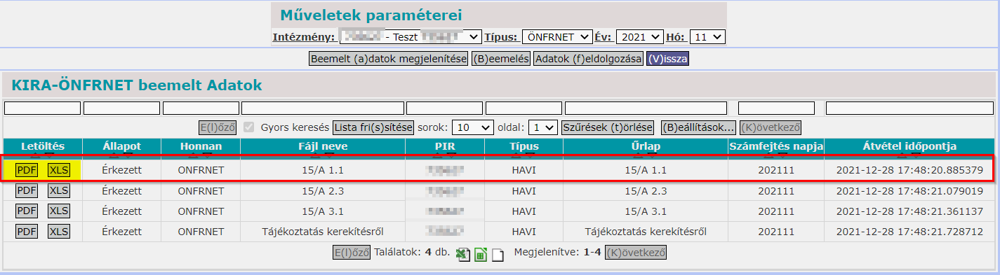 Műveletek paraméterei
Intézmény: - Teszt Típus: ÖNFRNET Év: 2021 Hó: 11
Beemelt (a)datok megjelenítése (B)eemelés Adatok (f)eldolgozása (V)issza
KIRA-ÖNFRNET beemelt Adatok
E(l)őző Gyors keresés Lista fri(s)sítése sorok: 10 oldal: 1 Szűrések (t)örlése (B)eállítások... (K)övetkező
Letöltés Állapot Honnan Fájl neve PIR Típus Űrlap Számfejtés napja Átvétel időpontja
PDF XLS Érkezett ONFRNET 15/A 1.1 HAVI 15/A 1.1 202111 2021-12-28 17:48:20.885379
PDF XLS Érkezett ONFRNET 15/A 2.3 HAVI 15/A 2.3 202111 2021-12-28 17:48:21.079019
PDF XLS Érkezett ONFRNET 15/A 3.1 HAVI 15/A 3.1 202111 2021-12-28 17:48:21.361137
PDF XLS Érkezett ONFRNET Tájékoztatás kerekítésről HAVI Tájékoztatás kerekítésről 202111 2021-12-28 17:48:21.728712
E(l)őző Találatok: 4 db. Megjelenítve: 1-4 (K)övetkező